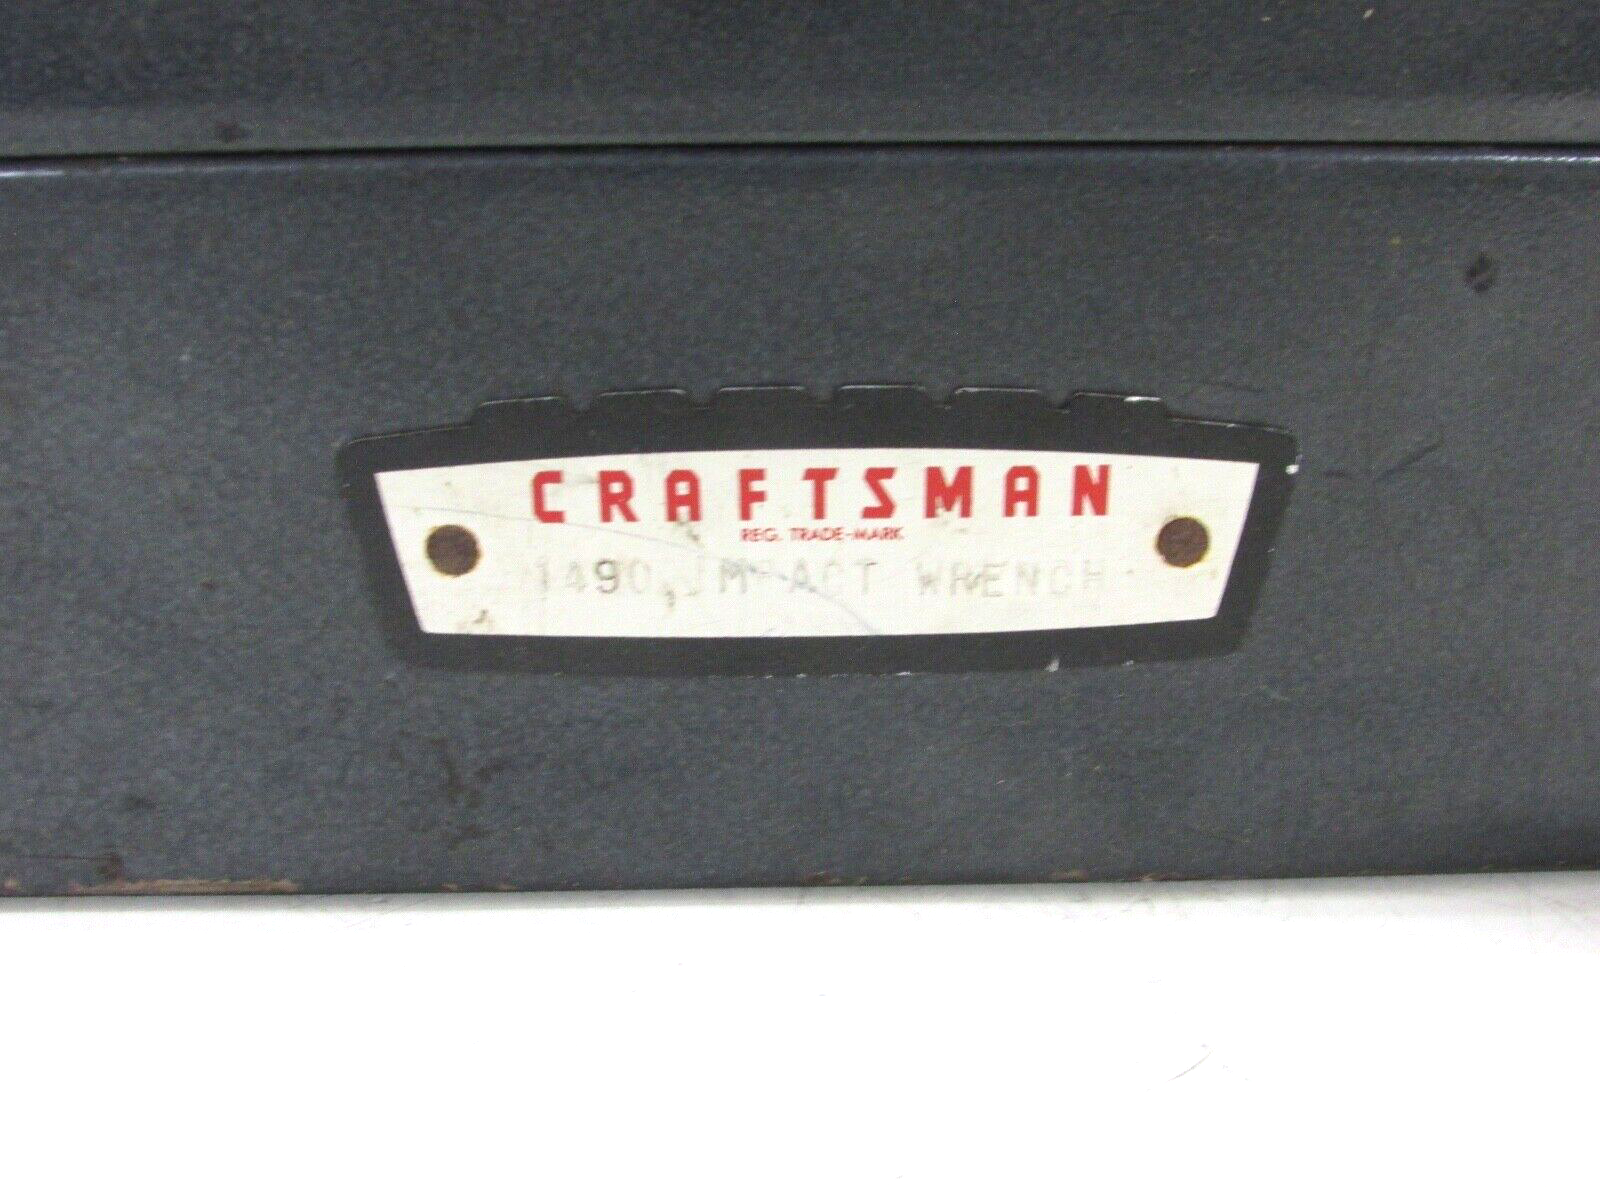 CRAFTSMAN
REG. TRADE-MARK
1490, IMPACT WRENCH